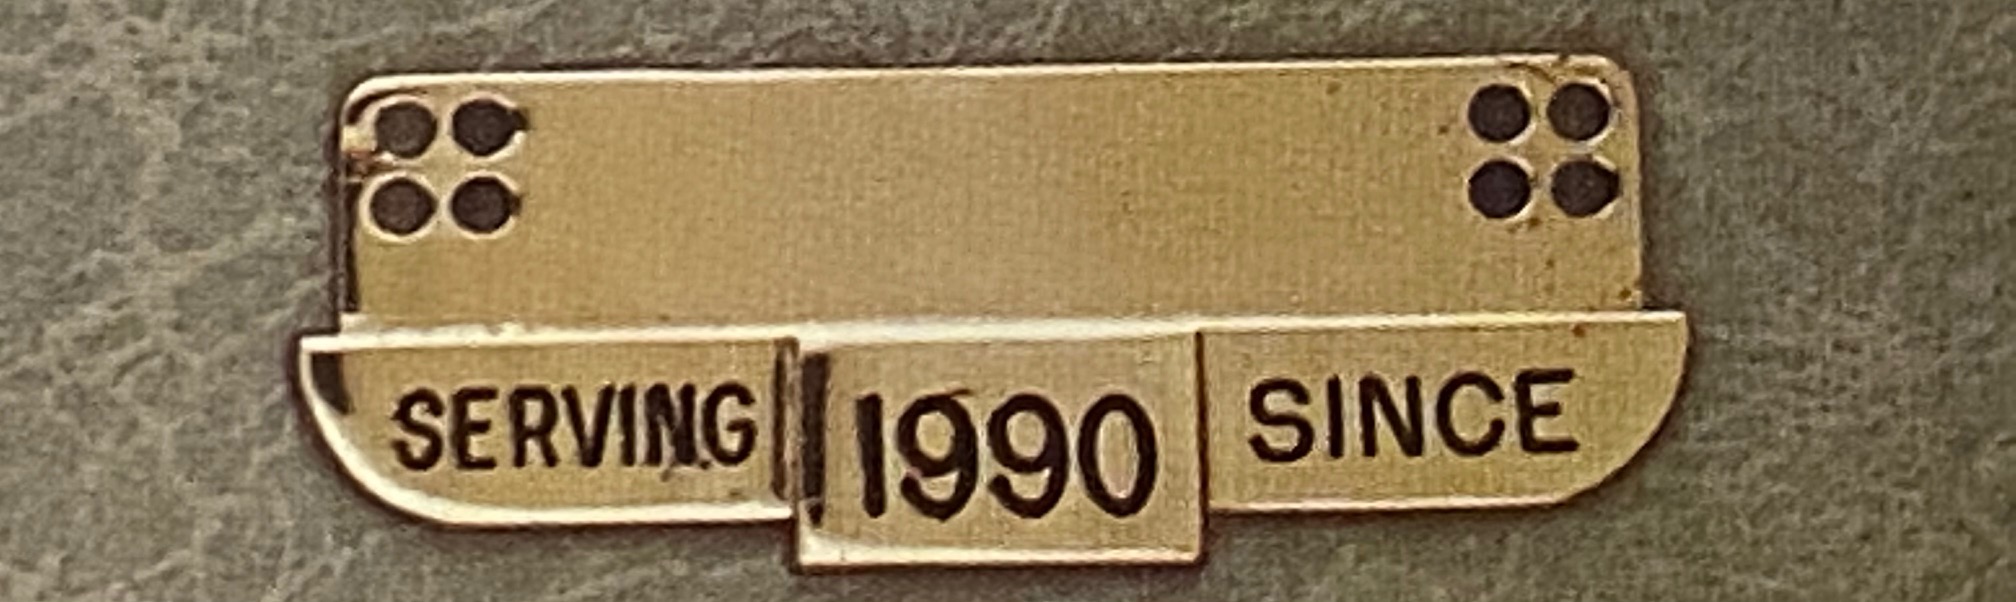 SERVING 1990 SINCE